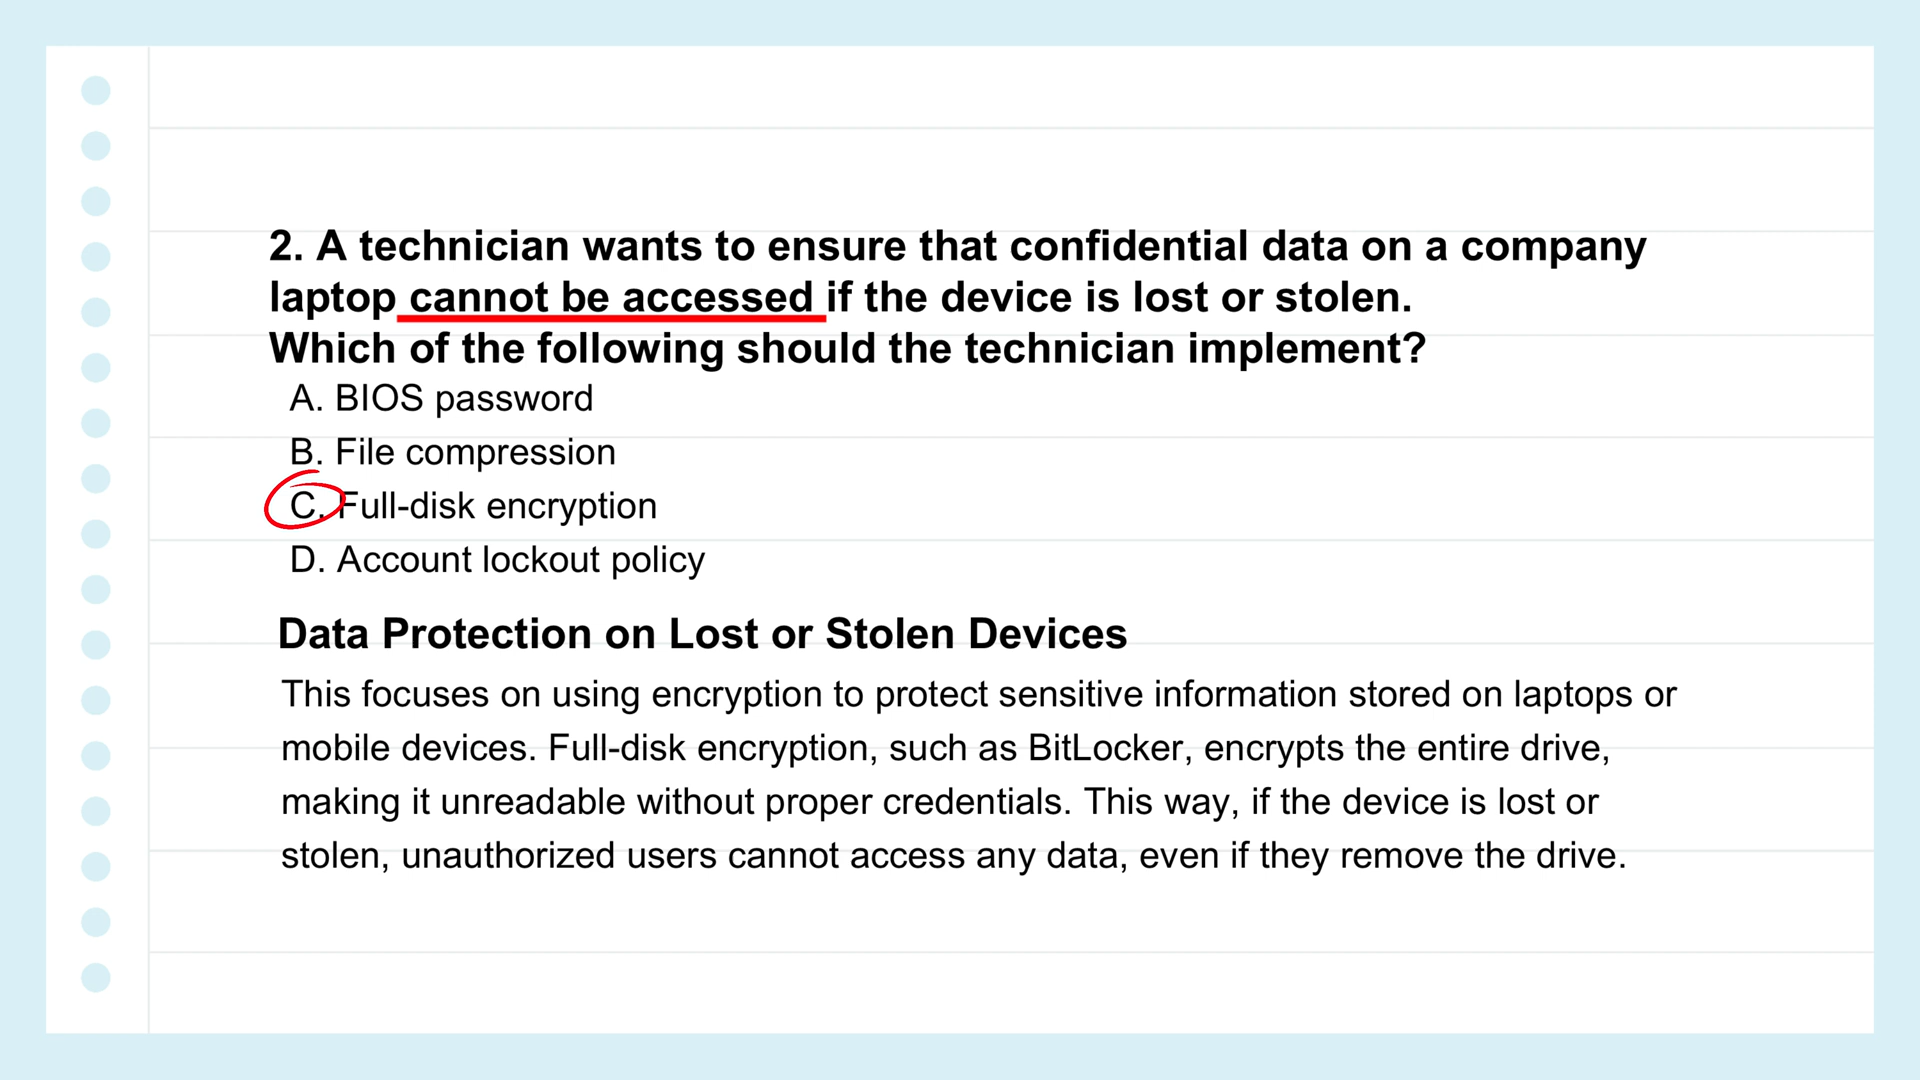 2. A technician wants to ensure that confidential data on a company
laptop cannot be accessed if the device is lost or stolen.
Which of the following should the technician implement?
A. BIOS password
B. File compression
C. Full-disk encryption
D. Account lockout policy
Data Protection on Lost or Stolen Devices
This focuses on using encryption to protect sensitive information stored on laptops or
mobile devices. Full-disk encryption, such as BitLocker, encrypts the entire drive,
making it unreadable without proper credentials. This way, if the device is lost or
stolen, unauthorized users cannot access any data, even if they remove the drive.